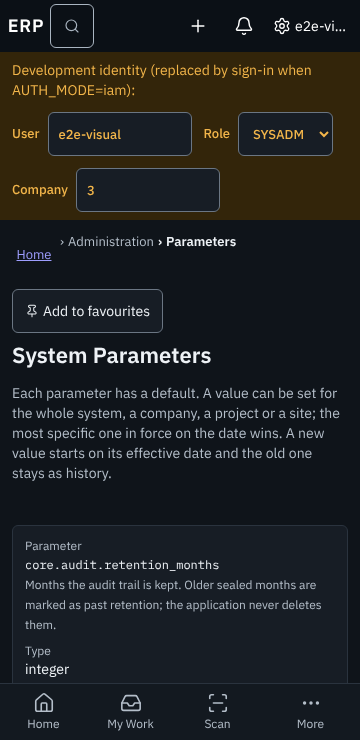 ERP
e2e-vi...
Development identity (replaced by sign-in when
AUTH_MODE=iam):
User e2e-visual Role SYSADM
Company 3
Home › Administration › Parameters
Add to favourites
System Parameters
Each parameter has a default. A value can be set for
the whole system, a company, a project or a site; the
most specific one in force on the date wins. A new
value starts on its effective date and the old one
stays as history.
Parameter
core.audit.retention_months
Months the audit trail is kept. Older sealed months are
marked as past retention; the application never deletes
them.
Type
integer
Home My Work Scan More